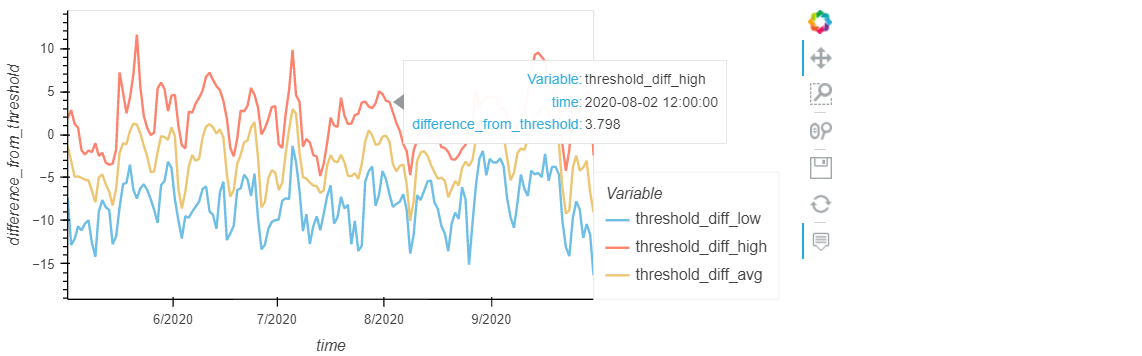 difference_from_threshold
10
5
0
−5
−10
−15
Variable: threshold_diff_high
time: 2020-08-02 12:00:00
difference_from_threshold: 3.798
Variable
threshold_diff_low
threshold_diff_high
threshold_diff_avg
6/2020 7/2020 8/2020 9/2020
time